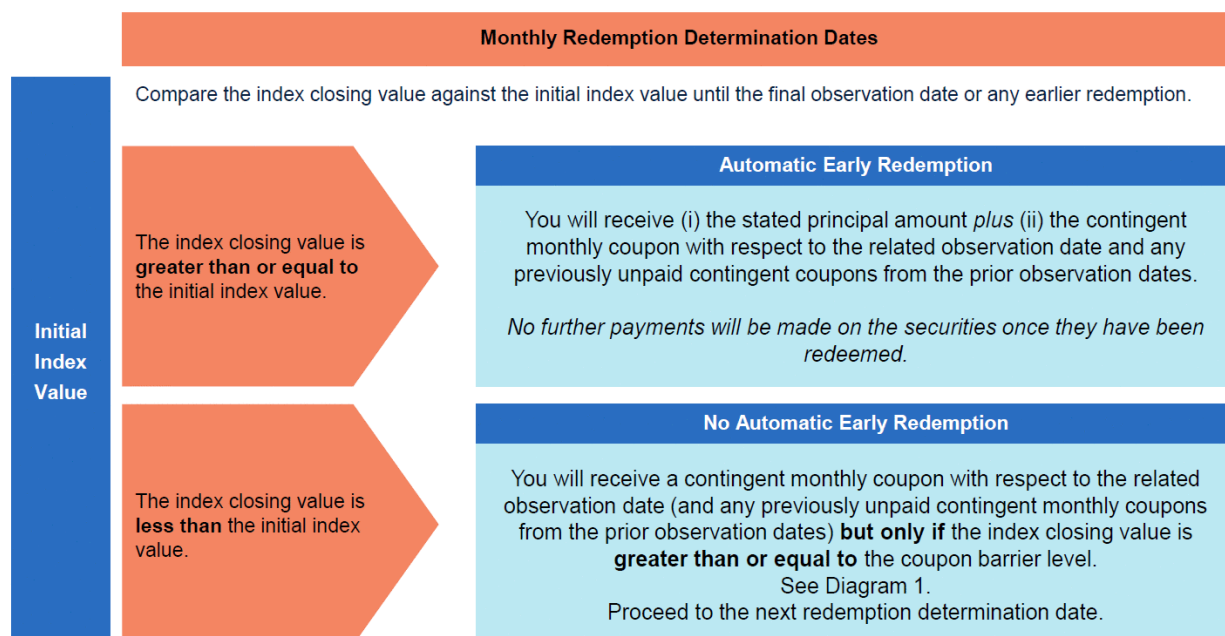 Monthly Redemption Determination Dates
Compare the index closing value against the initial index value until the final observation date or any earlier redemption.
Initial
Index
Value
The index closing value is
greater than or equal to
the initial index value.
Automatic Early Redemption
You will receive (i) the stated principal amount plus (ii) the contingent
monthly coupon with respect to the related observation date and any
previously unpaid contingent coupons from the prior observation dates.
No further payments will be made on the securities once they have been
redeemed.
The index closing value is
less than the initial index
value.
No Automatic Early Redemption
You will receive a contingent monthly coupon with respect to the related
observation date (and any previously unpaid contingent monthly coupons
from the prior observation dates) but only if the index closing value is
greater than or equal to the coupon barrier level.
See Diagram 1.
Proceed to the next redemption determination date.